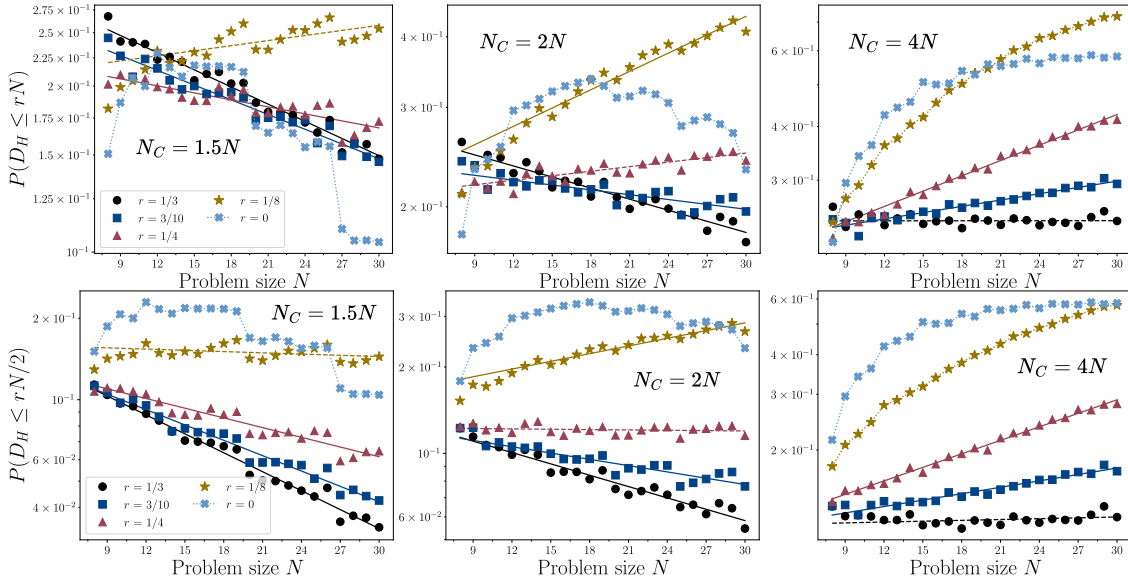 P(D_H ≤ rN)
2.75 × 10⁻¹
2.5 × 10⁻¹
2.25 × 10⁻¹
2 × 10⁻¹
1.75 × 10⁻¹
1.5 × 10⁻¹
1.25 × 10⁻¹
10⁻¹
N_C = 1.5N
r = 1/3
r = 3/10
r = 1/4
r = 1/8
r = 0
9 12 15 18 21 24 27 30
Problem size N
4 × 10⁻¹
3 × 10⁻¹
2 × 10⁻¹
N_C = 2N
9 12 15 18 21 24 27 30
Problem size N
6 × 10⁻¹
4 × 10⁻¹
3 × 10⁻¹
N_C = 4N
9 12 15 18 21 24 27 30
Problem size N
P(D_H ≤ rN/2)
2 × 10⁻¹
10⁻¹
6 × 10⁻²
4 × 10⁻²
N_C = 1.5N
r = 1/3
r = 3/10
r = 1/4
r = 1/8
r = 0
9 12 15 18 21 24 27 30
Problem size N
3 × 10⁻¹
2 × 10⁻¹
10⁻¹
6 × 10⁻²
N_C = 2N
9 12 15 18 21 24 27 30
Problem size N
6 × 10⁻¹
4 × 10⁻¹
3 × 10⁻¹
2 × 10⁻¹
N_C = 4N
9 12 15 18 21 24 27 30
Problem size N